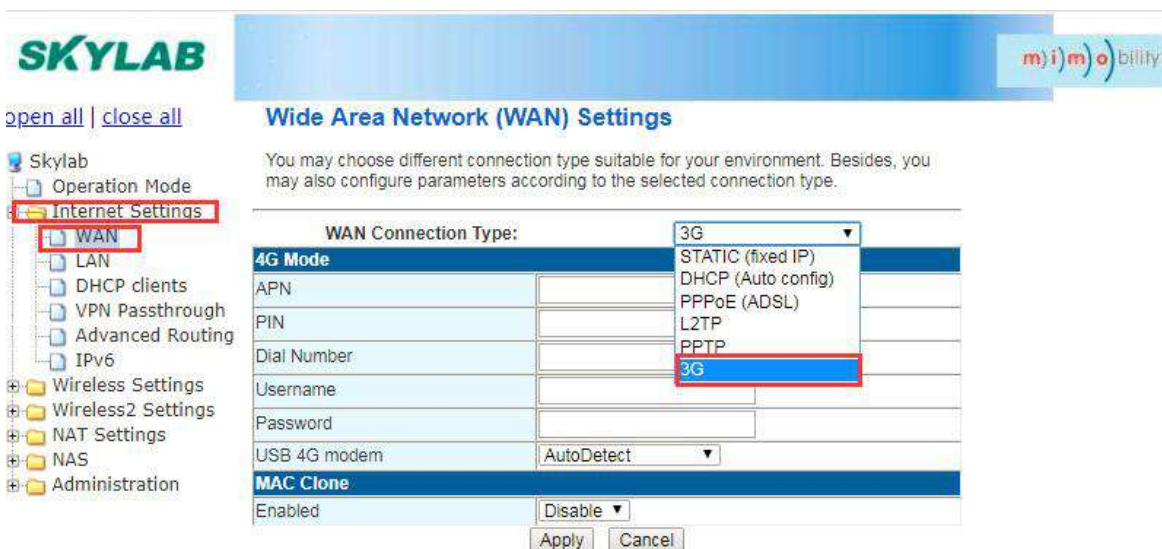 SKYLAB
m)i)m)o)bility
open all | close all
Skylab
Operation Mode
Internet Settings
WAN
LAN
DHCP clients
VPN Passthrough
Advanced Routing
IPv6
Wireless Settings
Wireless2 Settings
NAT Settings
NAS
Administration
Wide Area Network (WAN) Settings
You may choose different connection type suitable for your environment. Besides, you
may also configure parameters according to the selected connection type.
WAN Connection Type: 3G
STATIC (fixed IP)
DHCP (Auto config)
PPPoE (ADSL)
L2TP
PPTP
3G
4G Mode
APN
PIN
Dial Number
Username
Password
USB 4G modem AutoDetect
MAC Clone
Enabled Disable
Apply Cancel